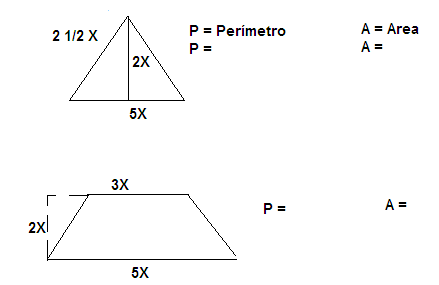 2 1/2 X
P = Perímetro
P =
A = Area
A =
2X
5X
3X
2X
5X
P =
A =